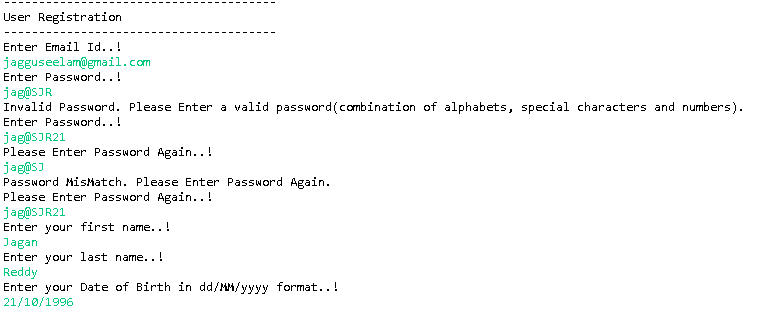 ---------------------------------------
User Registration
---------------------------------------
Enter Email Id..!
jagguseelam@gmail.com
Enter Password..!
jag@SJR
Invalid Password. Please Enter a valid password(combination of alphabets, special characters and numbers).
Enter Password..!
jag@SJR21
Please Enter Password Again..!
jag@SJ
Password MisMatch. Please Enter Password Again.
Please Enter Password Again..!
jag@SJR21
Enter your first name..!
Jagan
Enter your last name..!
Reddy
Enter your Date of Birth in dd/MM/yyyy format..!
21/10/1996